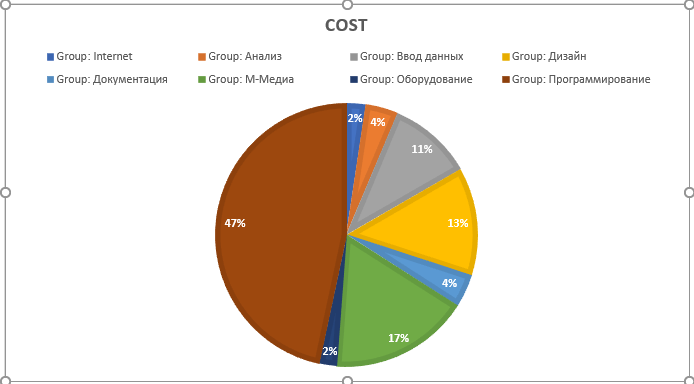 COST
Group: Internet Group: Анализ Group: Ввод данных Group: Дизайн
Group: Документация Group: М-Медиа Group: Оборудование Group: Программирование
2%
4%
11%
13%
4%
17%
2%
47%